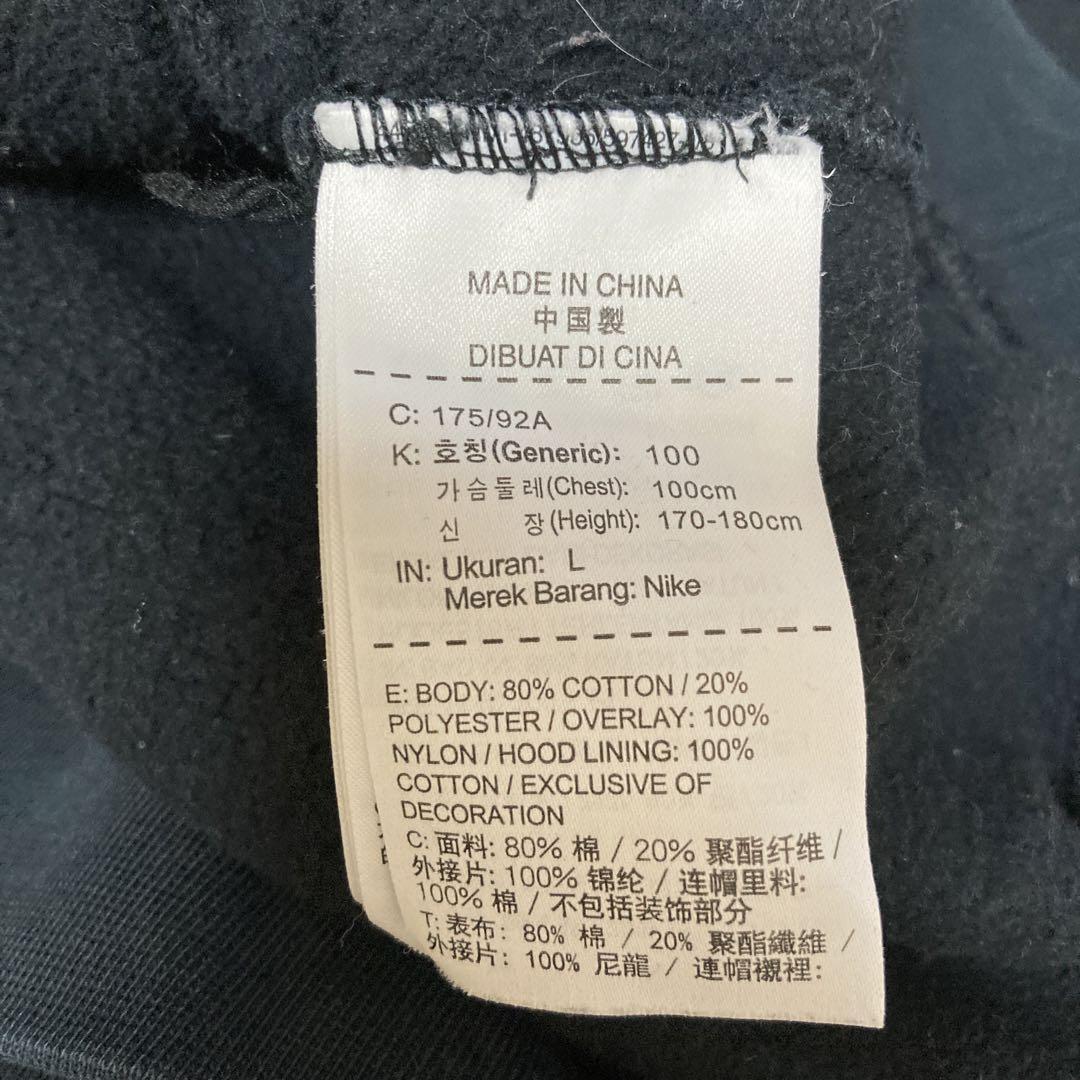 MADE IN CHINA
中国製
DIBUAT DI CINA
C: 175/92A
K: 호칭(Generic): 100
가슴둘레(Chest): 100cm
신 장(Height): 170-180cm
IN: Ukuran: L
Merek Barang: Nike
E: BODY: 80% COTTON / 20%
POLYESTER / OVERLAY: 100%
NYLON / HOOD LINING: 100%
COTTON / EXCLUSIVE OF
DECORATION
C: 面料: 80% 棉 / 20% 聚酯纤维 /
外接片: 100% 锦纶 / 连帽里料:
100% 棉 / 不包括装饰部分
T: 表布: 80% 棉 / 20% 聚酯纖維 /
外接片: 100% 尼龍 / 連帽襯裡: